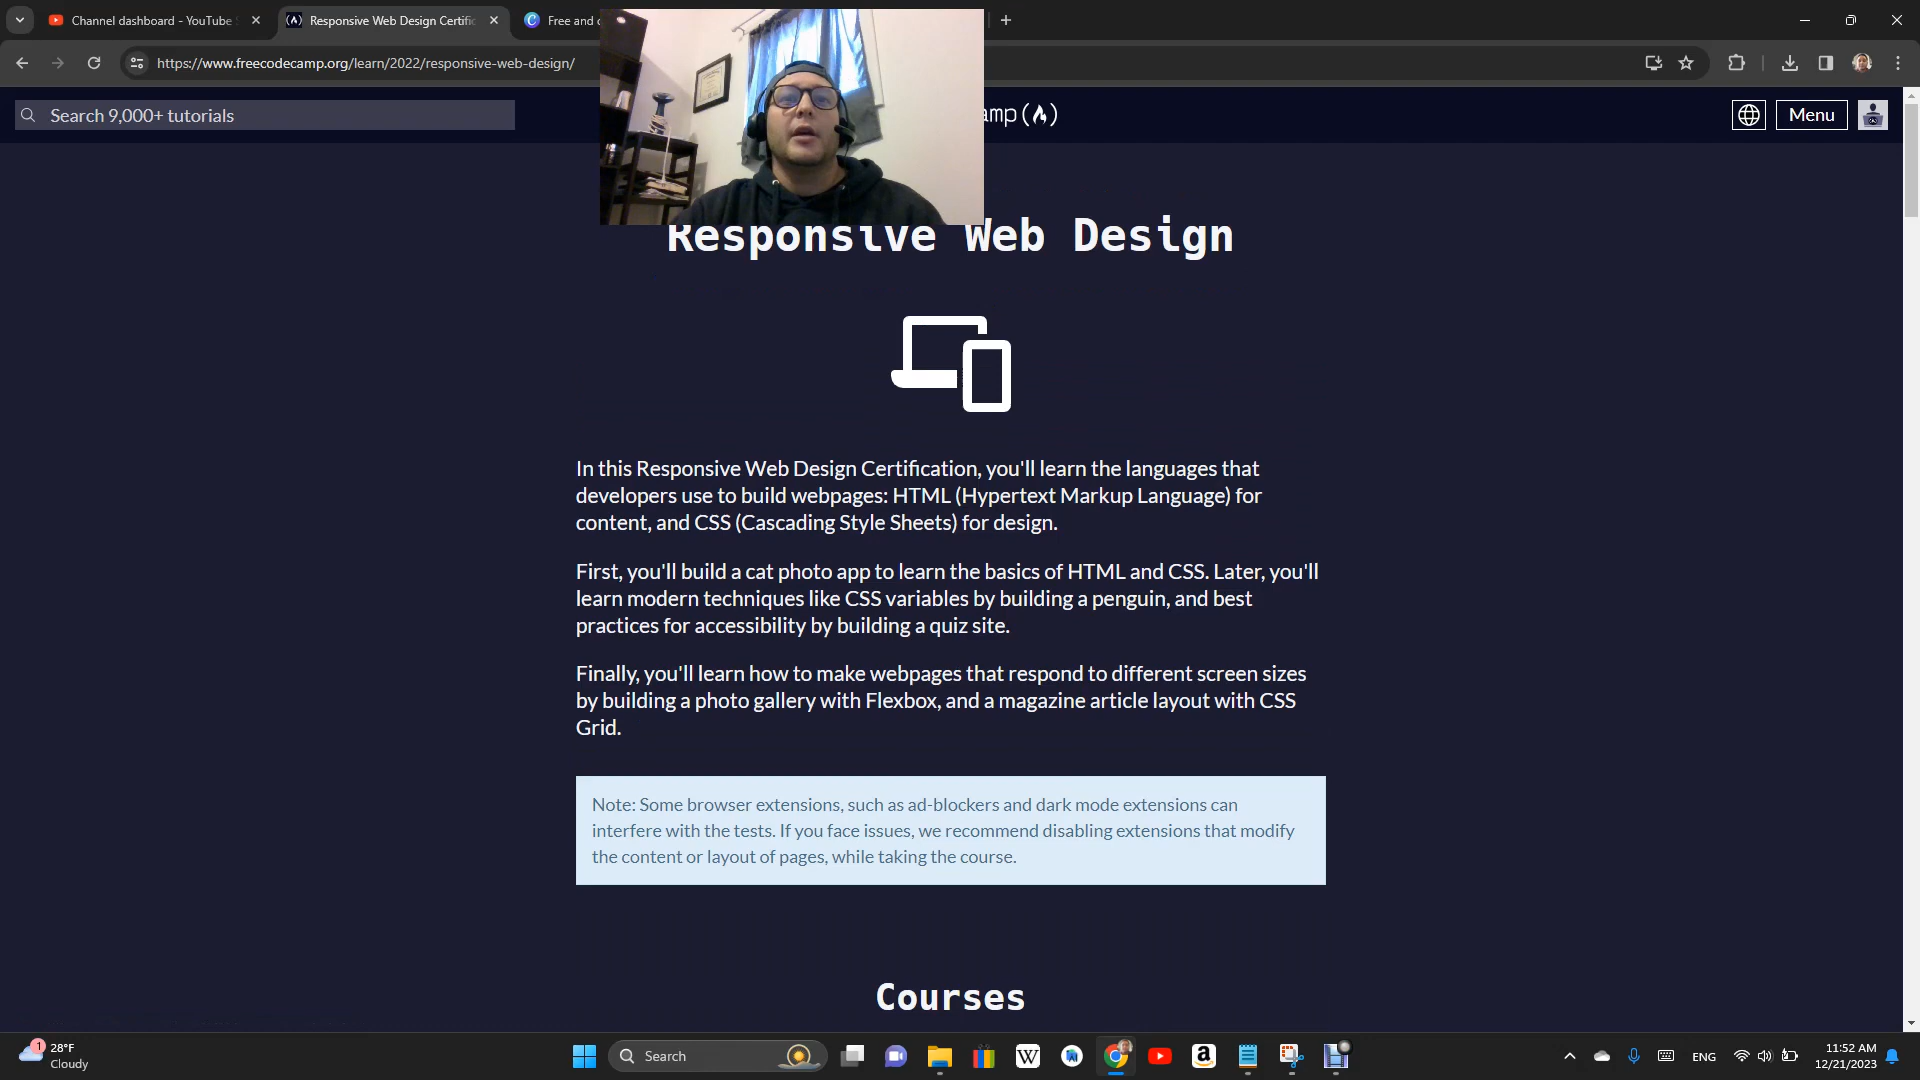 Channel dashboard - YouTube
Responsive Web Design Certific
Free and
https://www.freecodecamp.org/learn/2022/responsive-web-design/
Search 9,000+ tutorials
amp(
)
Menu
Responsive Web Design
In this Responsive Web Design Certification, you'll learn the languages that
developers use to build webpages: HTML (Hypertext Markup Language) for
content, and CSS (Cascading Style Sheets) for design.
First, you'll build a cat photo app to learn the basics of HTML and CSS. Later, you'll
learn modern techniques like CSS variables by building a penguin, and best
practices for accessibility by building a quiz site.
Finally, you'll learn how to make webpages that respond to different screen sizes
by building a photo gallery with Flexbox, and a magazine article layout with CSS
Grid.
Note: Some browser extensions, such as ad-blockers and dark mode extensions can
interfere with the tests. If you face issues, we recommend disabling extensions that modify
the content or layout of pages, while taking the course.
Courses
1
28°F
Cloudy
Search
W
a
ENG
11:52 AM
12/21/2023